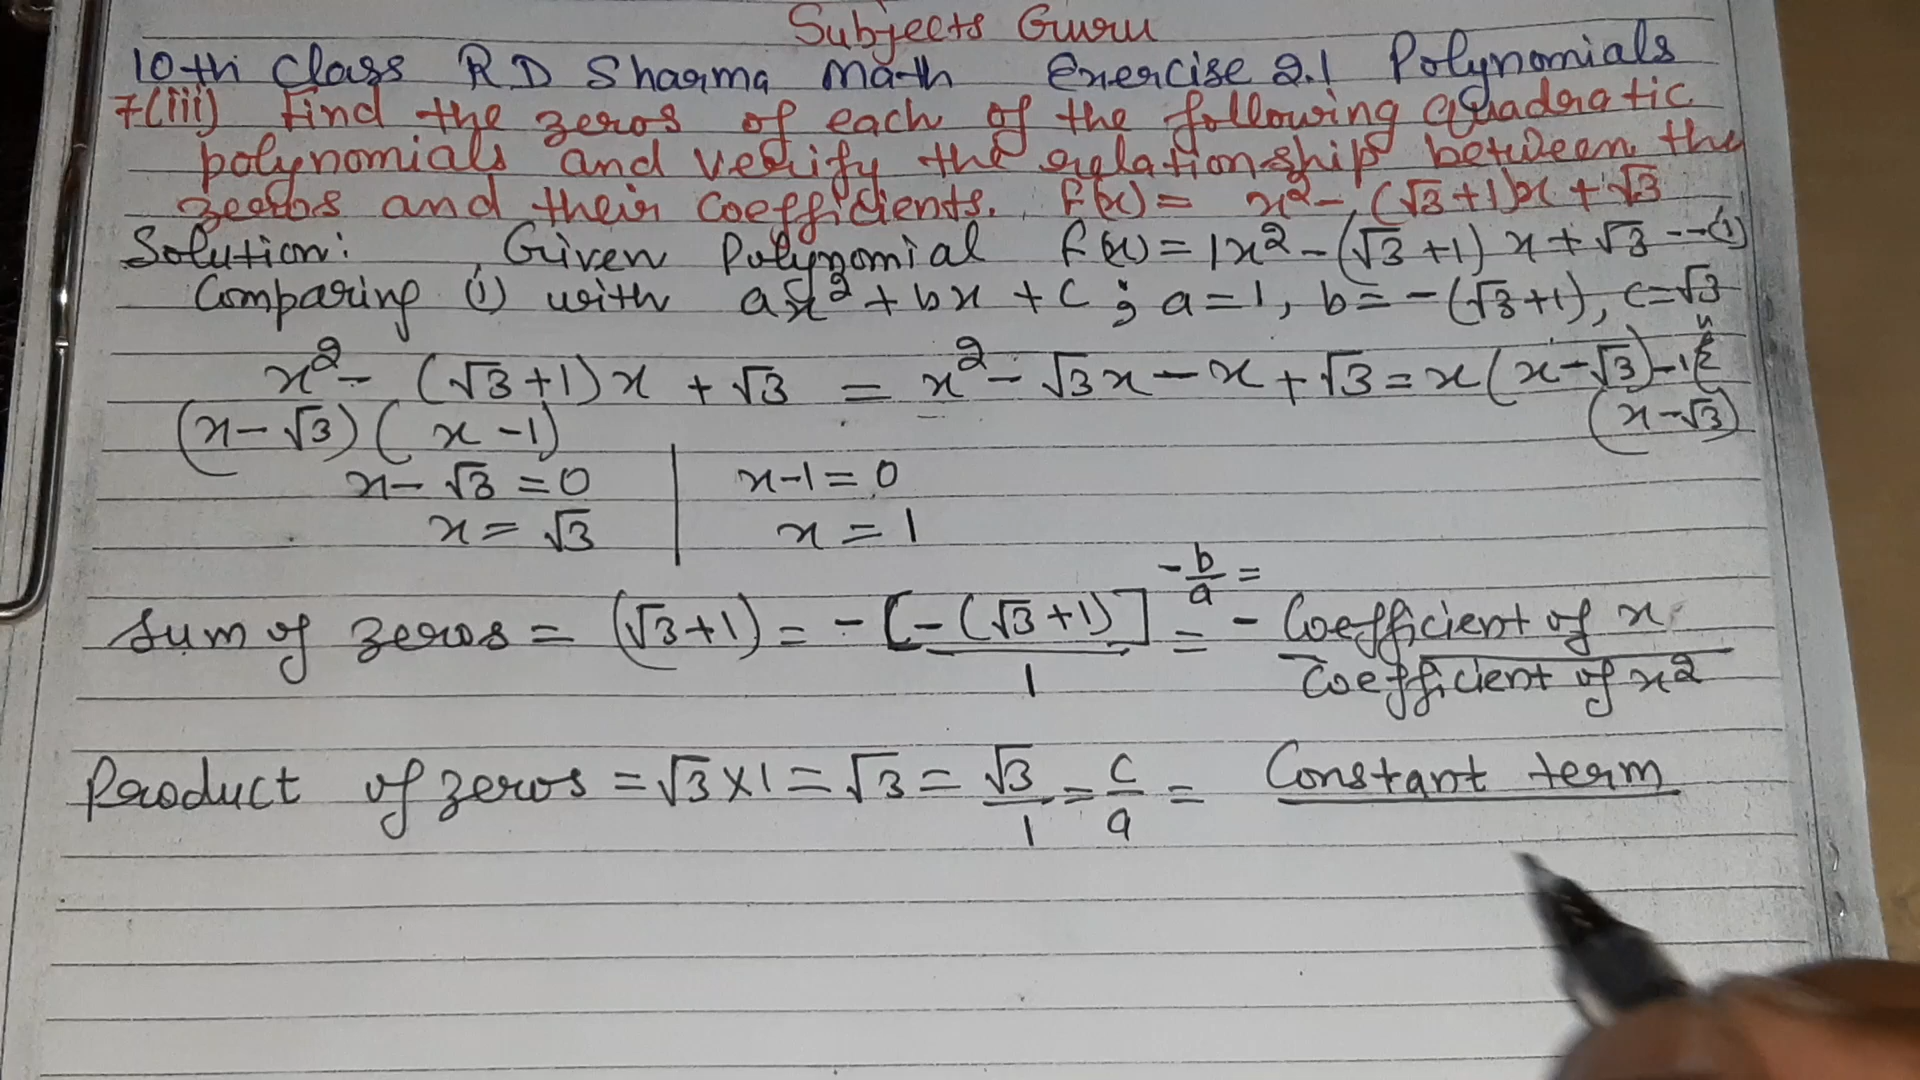 Subjects Guru
10th Class RD Sharma Math Exercise 2.1 Polynomials
7(iii) Find the zeros of each of the following quadratic
polynomials and verify the relationship between the
zeros and their coefficients. f(x) = x² - (√3+1)x + √3
Solution: Given Polynomial f(x) = 1x² - (√3+1) x + √3 --- (1)
Comparing (1) with ax² + bx + c ; a = 1, b = -(√3+1), c = √3
x² - (√3+1)x + √3 = x² - √3x - x + √3 = x(x-√3) - 1
(x-√3)
(x-√3)(x-1)
x - √3 = 0 | x-1 = 0
x = √3 | x = 1
-b/a =
Sum of zeros = (√3+1) = -[-(√3+1)]/1 = - Coefficient of x / Coefficient of x²
Product of zeros = √3 × 1 = √3 = √3/1 = c/a = Constant term